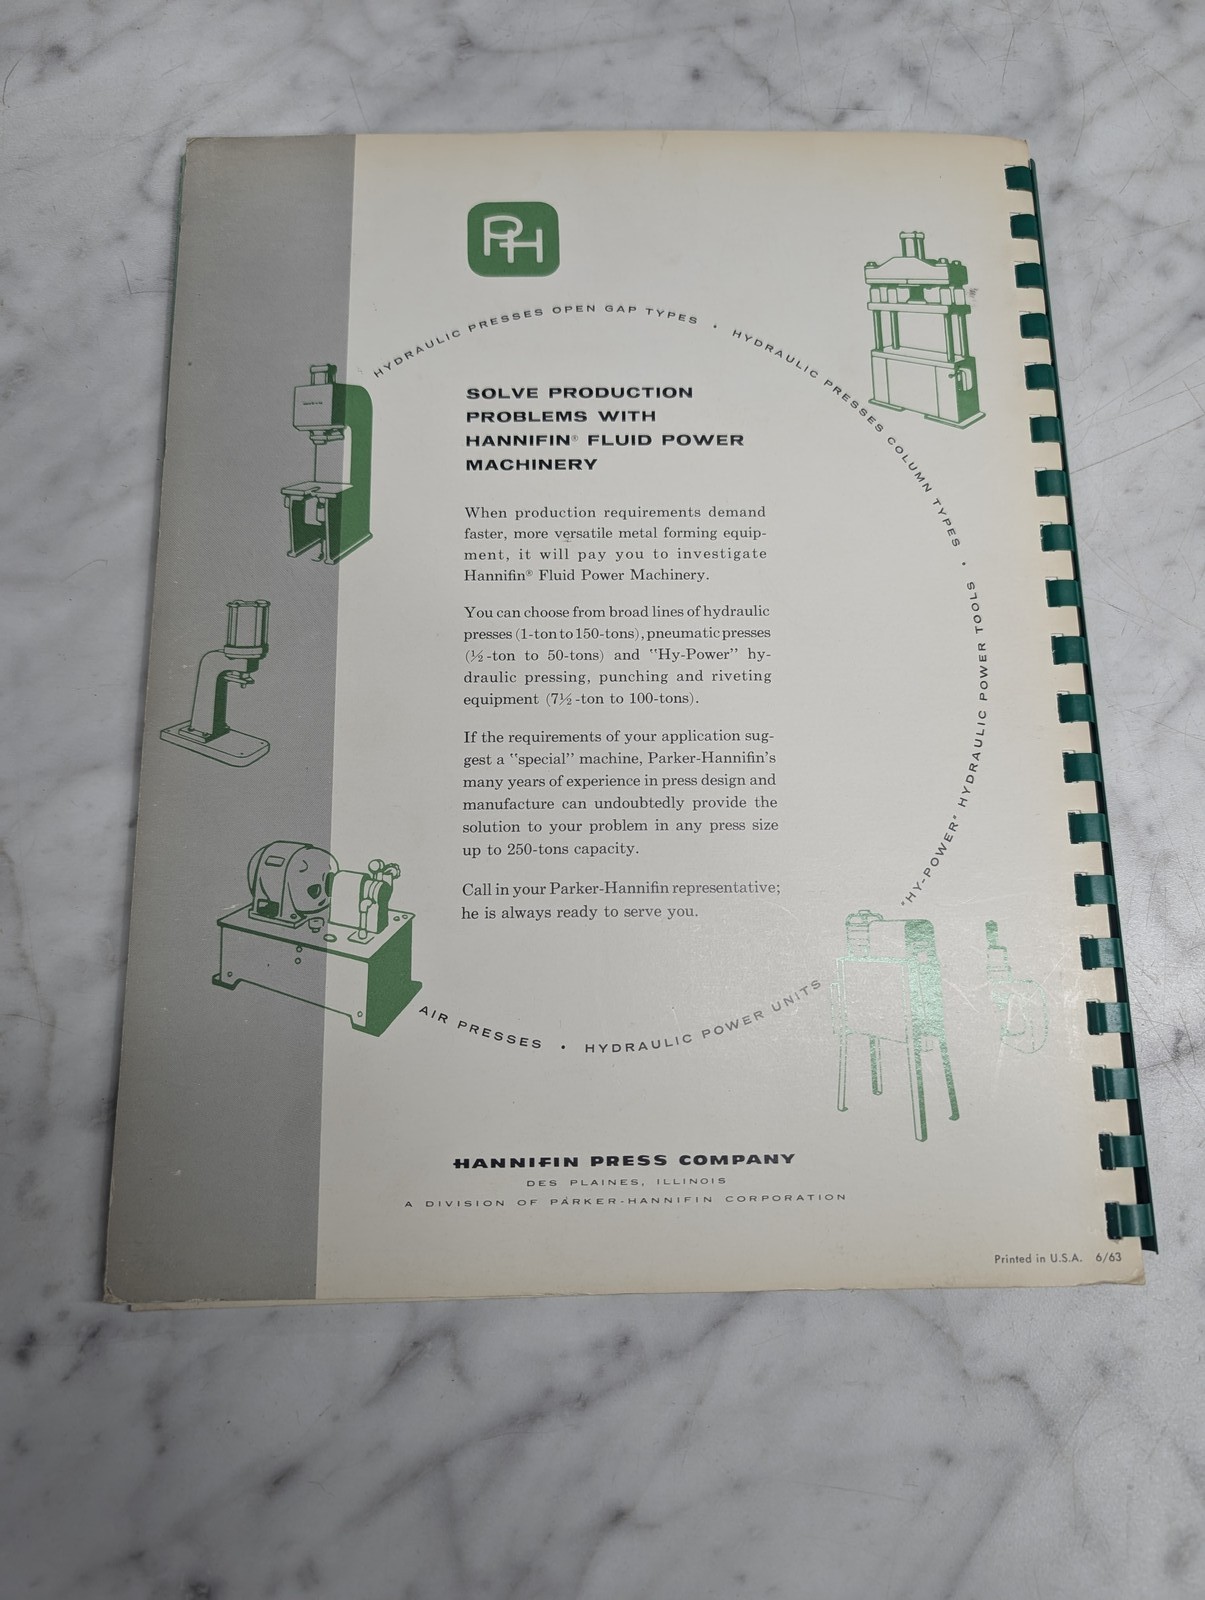 PH
HYDRAULIC PRESSES OPEN GAP TYPES • HYDRAULIC PRESSES COLUMN TYPES • "HY-POWER" HYDRAULIC POWER TOOLS
SOLVE PRODUCTION
PROBLEMS WITH
HANNIFIN® FLUID POWER
MACHINERY
When production requirements demand
faster, more versatile metal forming equip-
ment, it will pay you to investigate
Hannifin® Fluid Power Machinery.
You can choose from broad lines of hydraulic
presses (1-ton to 150-tons), pneumatic presses
(½-ton to 50-tons) and "Hy-Power" hy-
draulic pressing, punching and riveting
equipment (7½-ton to 100-tons).
If the requirements of your application sug-
gest a "special" machine, Parker-Hannifin's
many years of experience in press design and
manufacture can undoubtedly provide the
solution to your problem in any press size
up to 250-tons capacity.
Call in your Parker-Hannifin representative;
he is always ready to serve you.
AIR PRESSES • HYDRAULIC POWER UNITS
HANNIFIN PRESS COMPANY
DES PLAINES, ILLINOIS
A DIVISION OF PARKER-HANNIFIN CORPORATION
Printed in U.S.A. 6/63